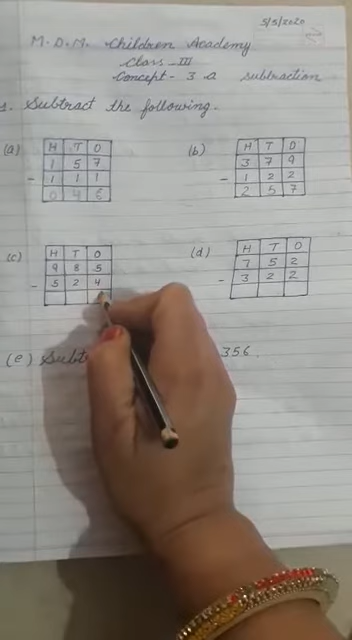 5/5/2020
M. D. M. Children Academy
Class - III
Concept - 3 a subtraction
1. Subtract the following.
(a) H T O
1 5 7
- 1 1 1
0 4 6
(b) H T O
3 7 9
- 1 2 2
2 5 7
(c) H T O
9 8 5
- 5 2 4
(d) H T O
7 5 2
- 3 2 2
(e) 356.